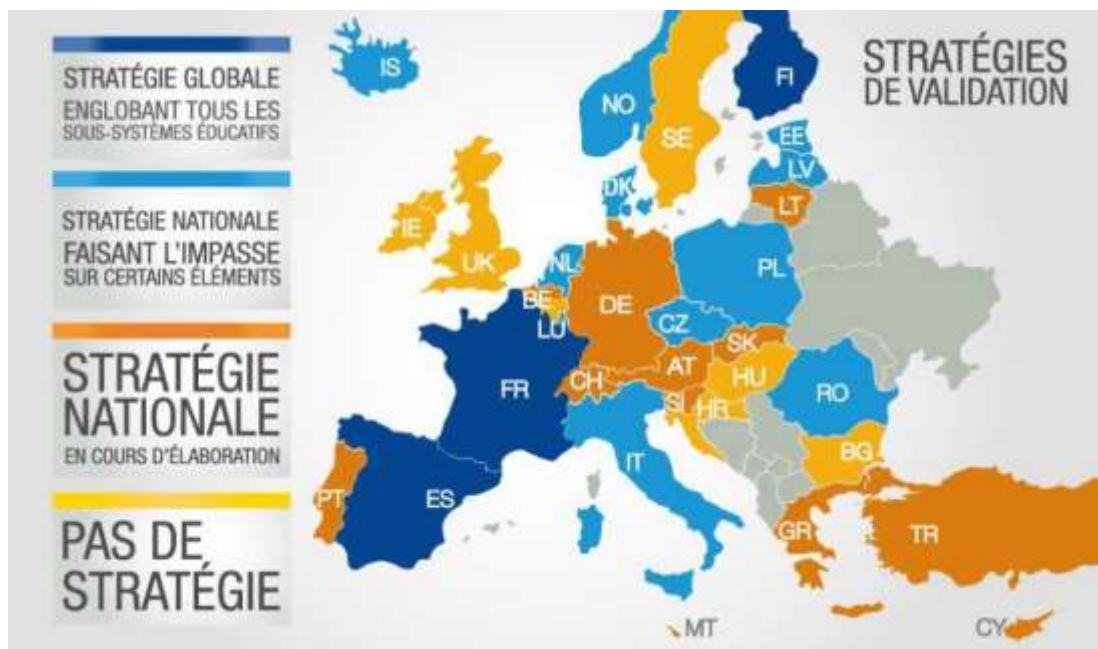 STRATÉGIE GLOBALE
ENGLOBANT TOUS LES
SOUS-SYSTÈMES ÉDUCATIFS
STRATÉGIE NATIONALE
FAISANT L'IMPASSE
SUR CERTAINS ÉLÉMENTS
STRATÉGIE
NATIONALE
EN COURS D'ÉLABORATION
PAS DE
STRATÉGIE
STRATÉGIES
DE VALIDATION
IS
FI
NO
SE
EE
LV
DK
LT
IE
UK
NL
PL
BE
DE
LU
CZ
SK
AT
FR
CH
HU
SI
HR
RO
IT
BG
PT
ES
GR
TR
MT
CY